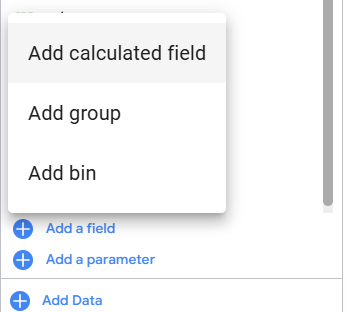 Add calculated field
Add group
Add bin
Add a field
Add a parameter
Add Data